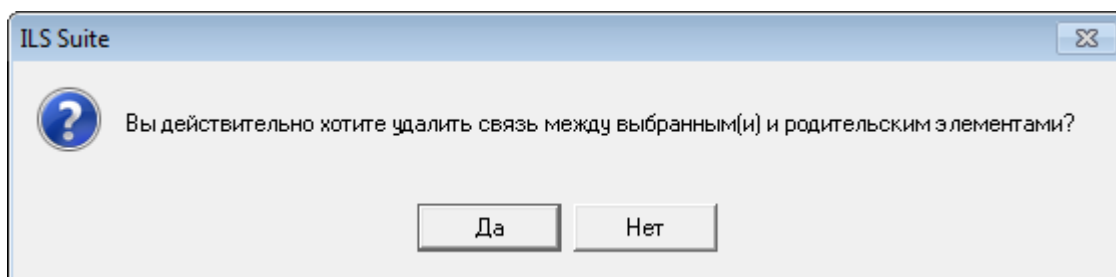 ILS Suite
Вы действительно хотите удалить связь между выбранным(и) и родительским элементами?
Да
Нет